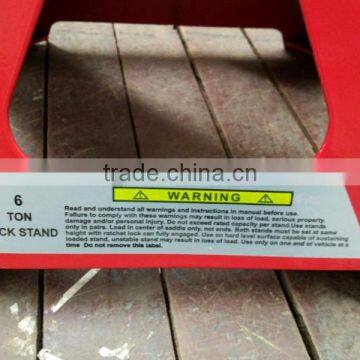 trade.china.cn
WARNING
6
TON
CK STAND
Read and understand all warnings and instructions in manual before use.
Failure to comply with these warnings may result in loss of load, serious property.
damage and/or personal injury. Do not exceed rated capacity per stand.Use stands
only in pairs. Lead in center of saddle only, not ends. Both stands must be set at same
height with ratchet lock can fully engaged. Use on hard level surface capable of sustaining
loaded stand, unstable stand may result in loss of load. Use only on one end of vehicle at a
time Do not remove this label.